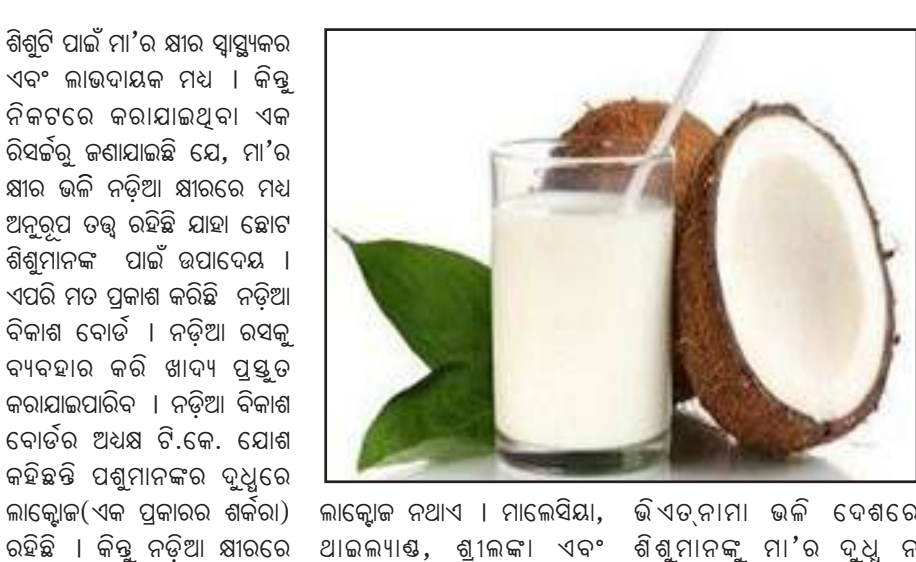 ଶିଶୁଟି ପାଇଁ ମା’ର କ୍ଷୀର ସ୍ୱାସ୍ଥ୍ୟକର
ଏବଂ ଲାଭଦାୟକ ମଧ୍ୟ । କିନ୍ତୁ
ନିକଟରେ କରାଯାଇଥିବା ଏକ
ରିସର୍ଚ୍ଚରୁ ଜଣାଯାଇଛି ଯେ, ମା’ର
କ୍ଷୀର ଭଳି ନଡ଼ିଆ କ୍ଷୀରରେ ମଧ୍ୟ
ଅନୁରୂପ ତତ୍ତ୍ୱ ରହିଛି ଯାହା ଛୋଟ
ଶିଶୁମାନଙ୍କ ପାଇଁ ଉପାଦେୟ ।
ଏପରି ମତ ପ୍ରକାଶ କରିଛି ନଡ଼ିଆ
ବିକାଶ ବୋର୍ଡ । ନଡ଼ିଆ ରସକୁ
ବ୍ୟବହାର କରି ଖାଦ୍ୟ ପ୍ରସ୍ତୁତ
କରାଯାଇପାରିବ । ନଡ଼ିଆ ବିକାଶ
ବୋର୍ଡର ଅଧ୍ୟକ୍ଷ ଟି.କେ. ଯୋଶ
କହିଛନ୍ତି ପଶୁମାନଙ୍କର ଦୁଧରେ
ଲାକ୍ଟୋଜ(ଏକ ପ୍ରକାରର ଶର୍କରା)
ରହିଛି । କିନ୍ତୁ ନଡ଼ିଆ କ୍ଷୀରରେ
ଲାକ୍ଟୋଜ ନଥାଏ । ମାଲେସିୟା,
ଥାଇଲ୍ୟାଣ୍ଡ, ଶ୍ରୀଲଙ୍କା ଏବଂ
ଭିଏତ୍‌ନାମା ଭଳି ଦେଶରେ
ଶିଶୁମାନଙ୍କୁ ମା’ର ଦୁଧ ନ